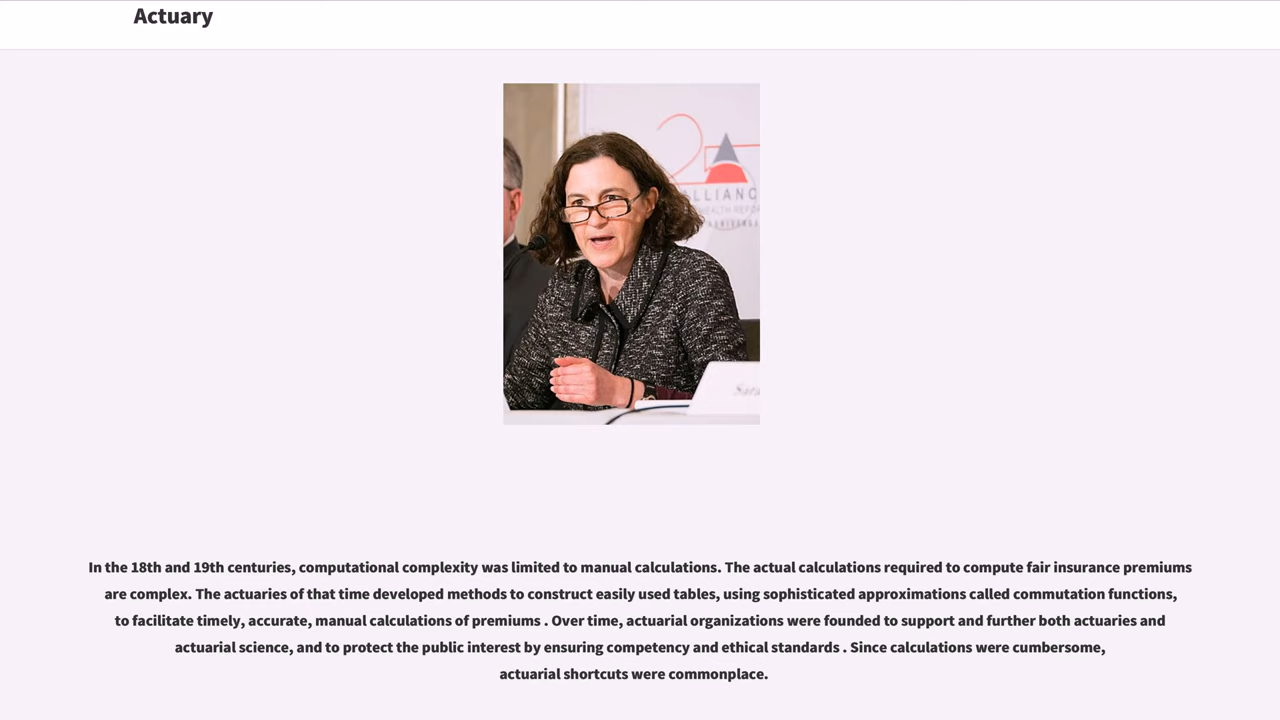 Actuary
25
ALLIANC
HEALTH REFO
In the 18th and 19th centuries, computational complexity was limited to manual calculations. The actual calculations required to compute fair insurance premiums
are complex. The actuaries of that time developed methods to construct easily used tables, using sophisticated approximations called commutation functions,
to facilitate timely, accurate, manual calculations of premiums . Over time, actuarial organizations were founded to support and further both actuaries and
actuarial science, and to protect the public interest by ensuring competency and ethical standards . Since calculations were cumbersome,
actuarial shortcuts were commonplace.